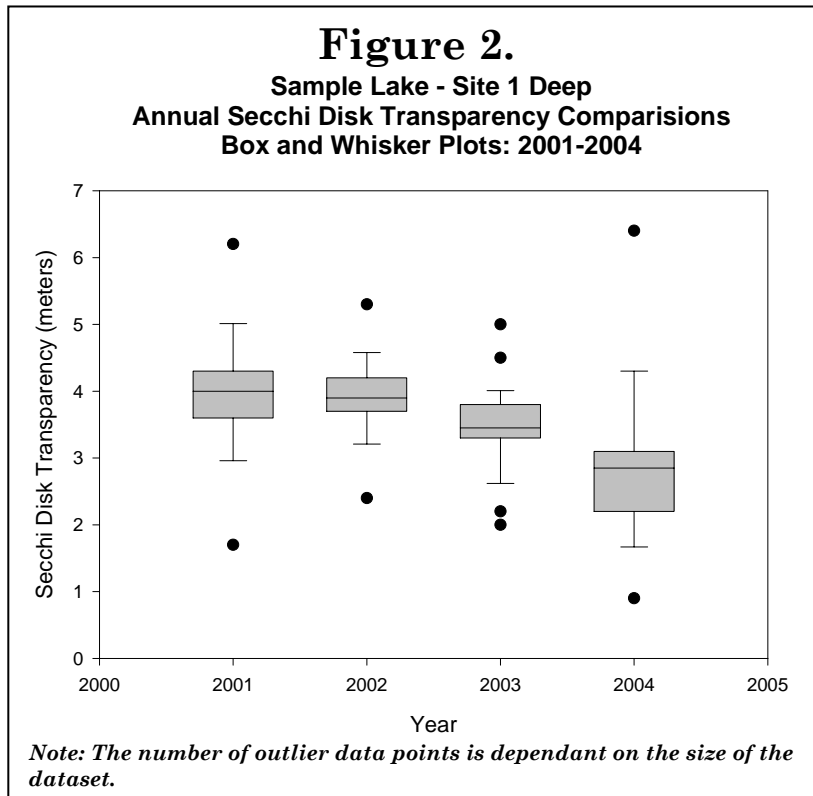 Figure 2.
Sample Lake - Site 1 Deep
Annual Secchi Disk Transparency Comparisions
Box and Whisker Plots: 2001-2004
Secchi Disk Transparency (meters)
7
6
5
4
3
2
1
0
2000 2001 2002 2003 2004 2005
Year
Note: The number of outlier data points is dependant on the size of the
dataset.